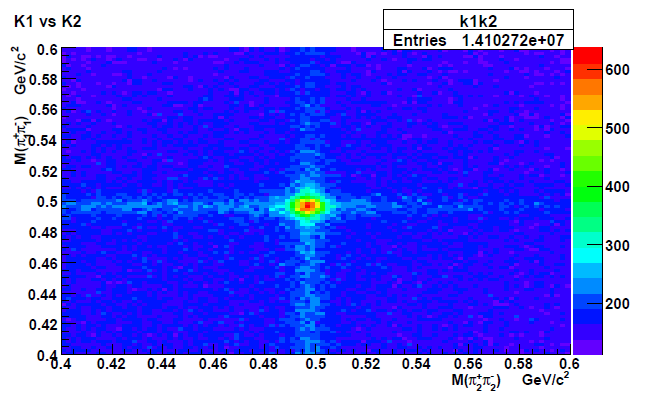 K1 vs K2
k1k2
Entries 1.410272e+07
M(π₁⁺π₁⁻) GeV/c²
0.6
0.58
0.56
0.54
0.52
0.5
0.48
0.46
0.44
0.42
0.4
0.4 0.42 0.44 0.46 0.48 0.5 0.52 0.54 0.56 0.58 0.6
M(π₂⁺π₂⁻) GeV/c²
600
500
400
300
200